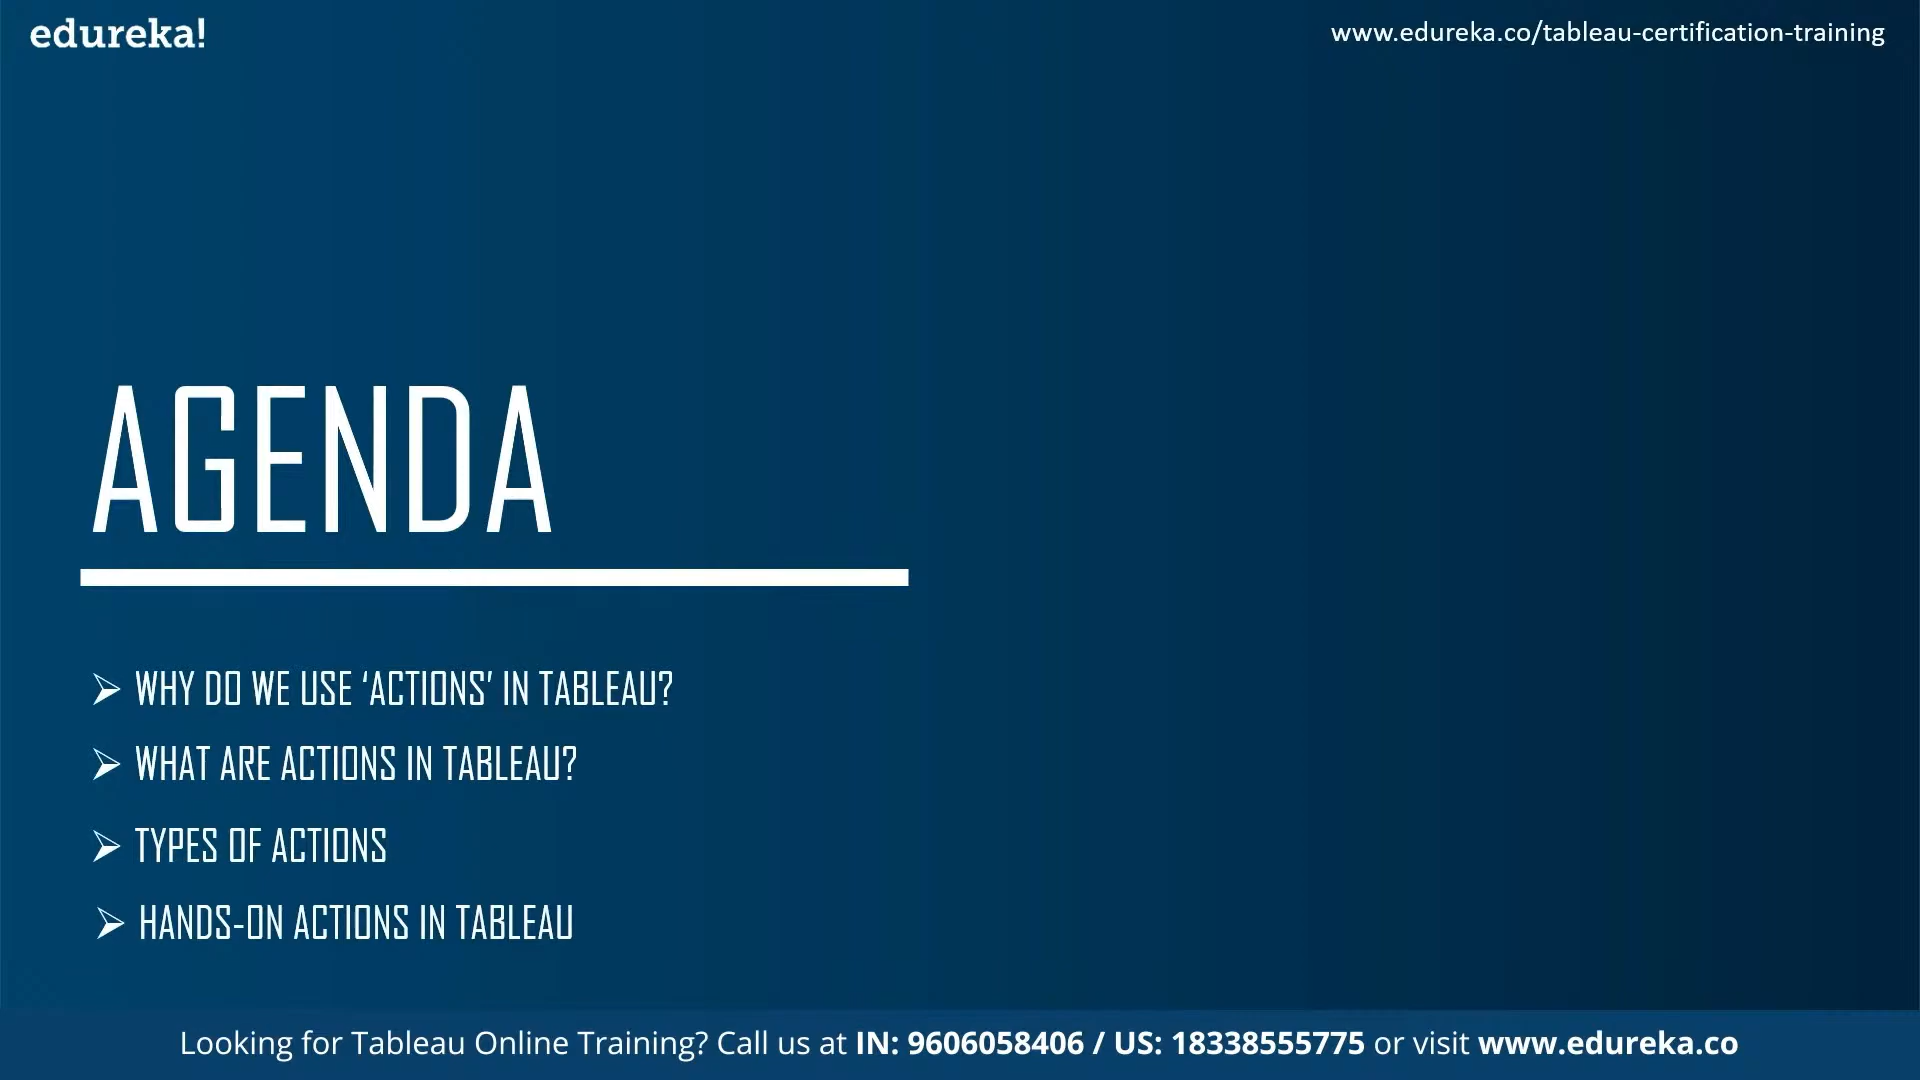 edureka!
www.edureka.co/tableau-certification-training
AGENDA
➢ WHY DO WE USE ‘ACTIONS’ IN TABLEAU?
➢ WHAT ARE ACTIONS IN TABLEAU?
➢ TYPES OF ACTIONS
➢ HANDS-ON ACTIONS IN TABLEAU
Looking for Tableau Online Training? Call us at IN: 9606058406 / US: 18338555775 or visit www.edureka.co